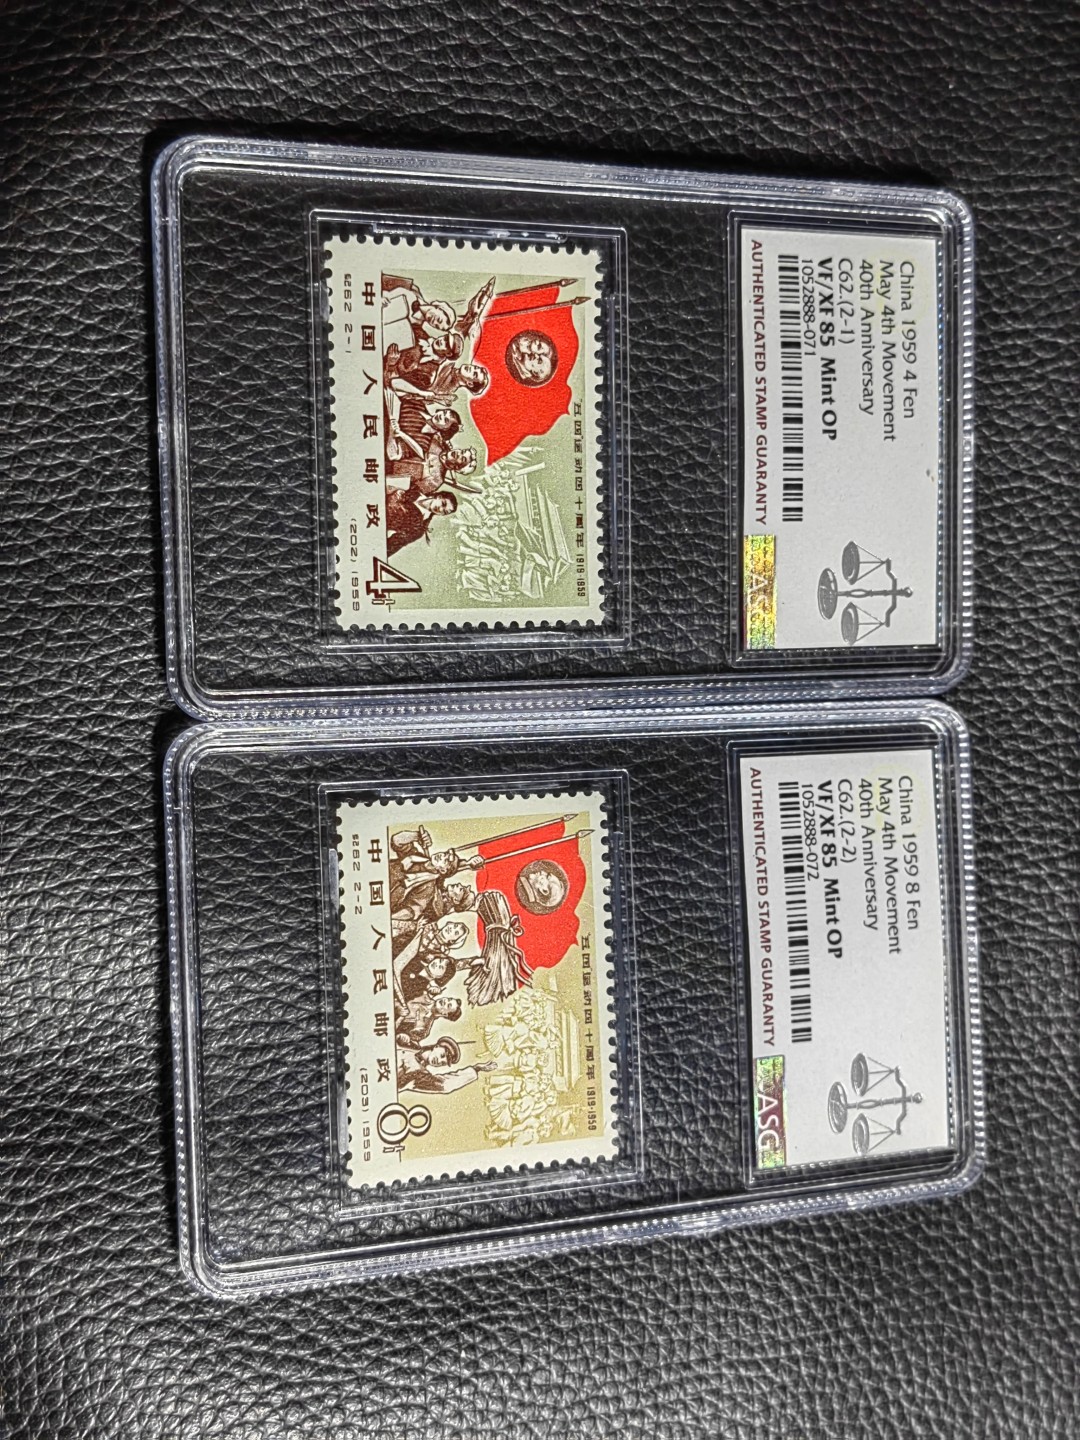 China 1959 4 Fen
May 4th Movement
40th Anniversary
C62.(2-1)
VF/XF 85 Mint OP
1052888-071
AUTHENTICATED STAMP GUARANTY
ASG
"五四"运动四十周年 1919-1959
4分
中国人民邮政
纪62 2-1
(202) 1959
China 1959 8 Fen
May 4th Movement
40th Anniversary
C62.(2-2)
VF/XF 85 Mint OP
1052888-072
AUTHENTICATED STAMP GUARANTY
ASG
"五四"运动四十周年 1919-1959
8分
中国人民邮政
纪62 2-2
(203) 1959